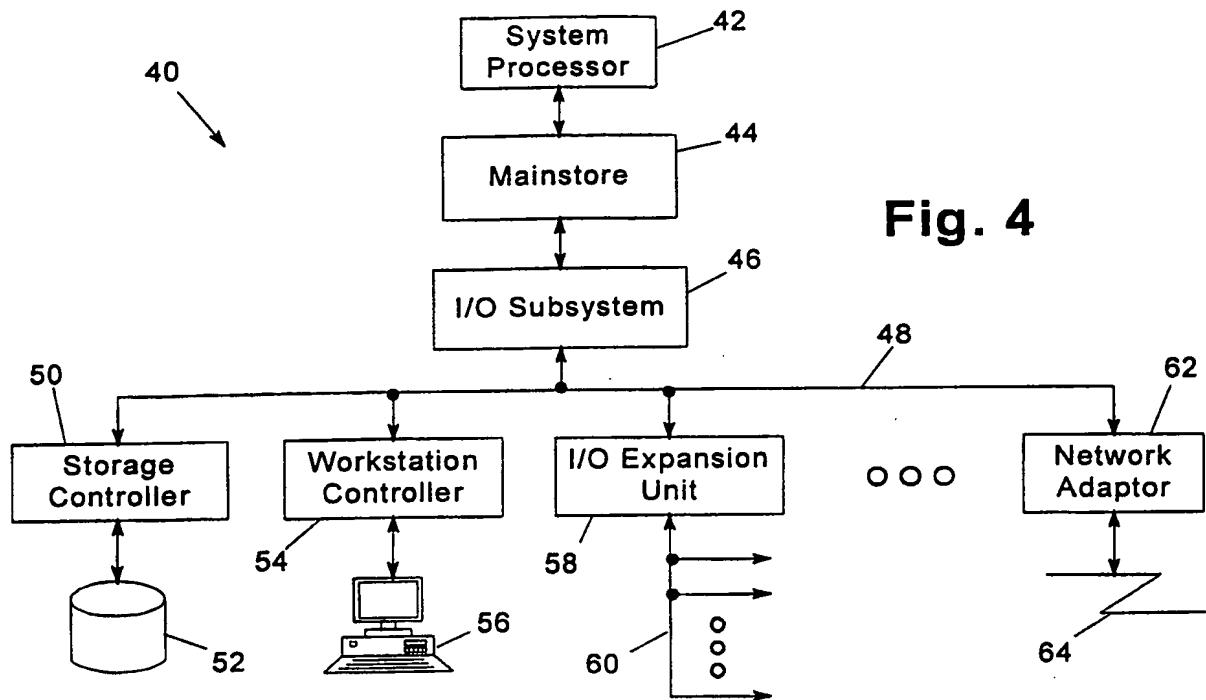 System
Processor
42
40
Mainstore
44
Fig. 4
I/O Subsystem
46
48
50
Storage
Controller
52
Workstation
Controller
54
56
I/O Expansion
Unit
58
60
62
Network
Adaptor
64